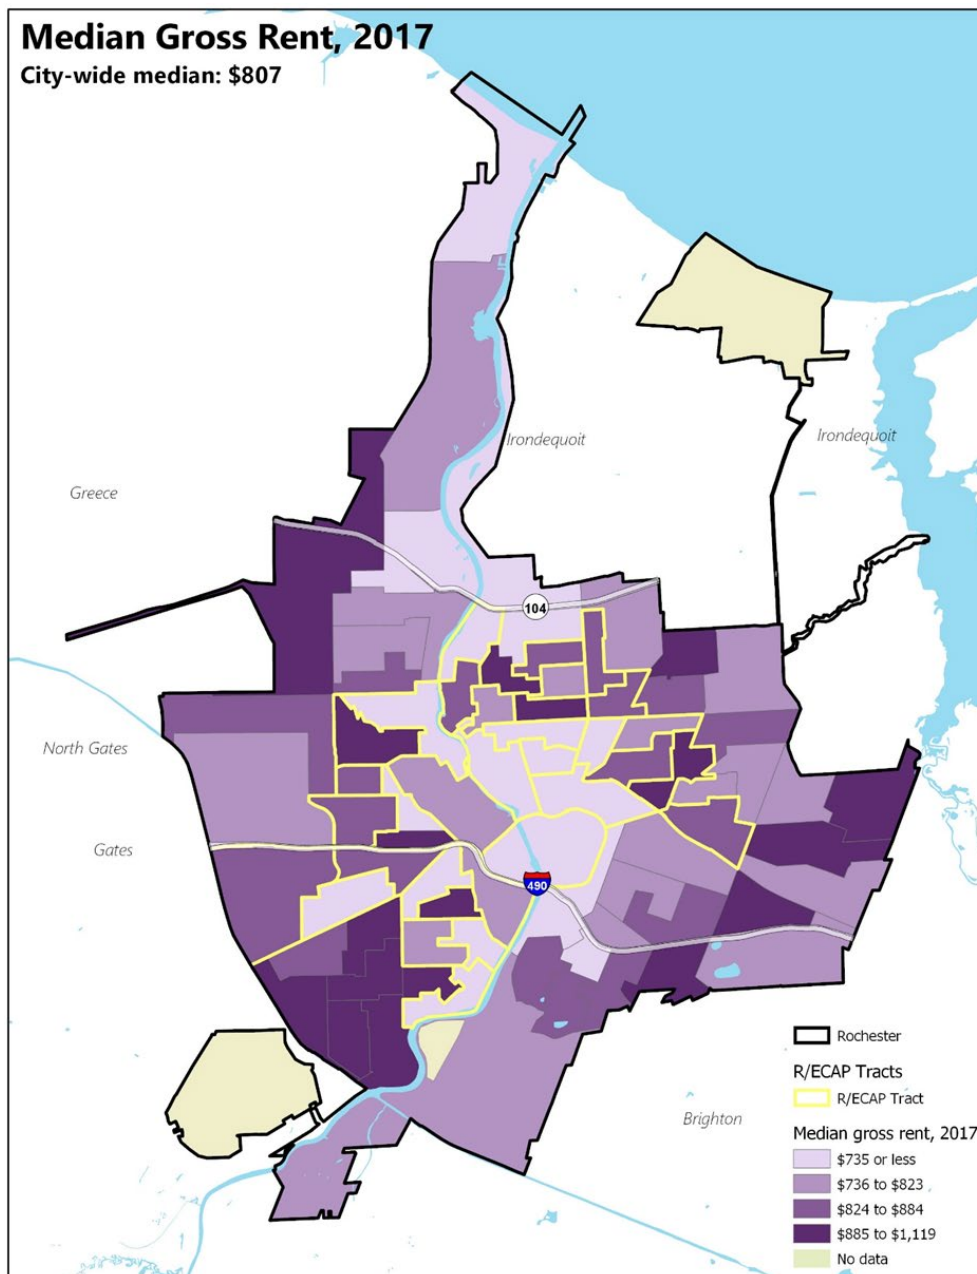 Median Gross Rent, 2017
City-wide median: $807
Irondequoit
Irondequoit
Greece
104
North Gates
Gates
490
Brighton
Rochester
R/ECAP Tracts
R/ECAP Tract
Median gross rent, 2017
$735 or less
$736 to $823
$824 to $884
$885 to $1,119
No data